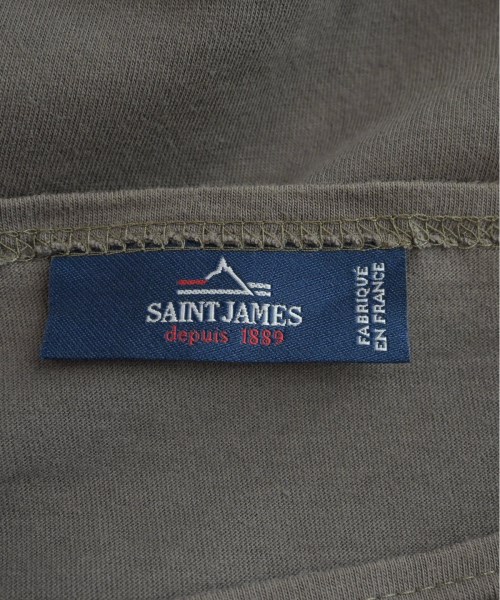 SAINT JAMES
depuis 1889
FABRIQUÉ
EN FRANCE